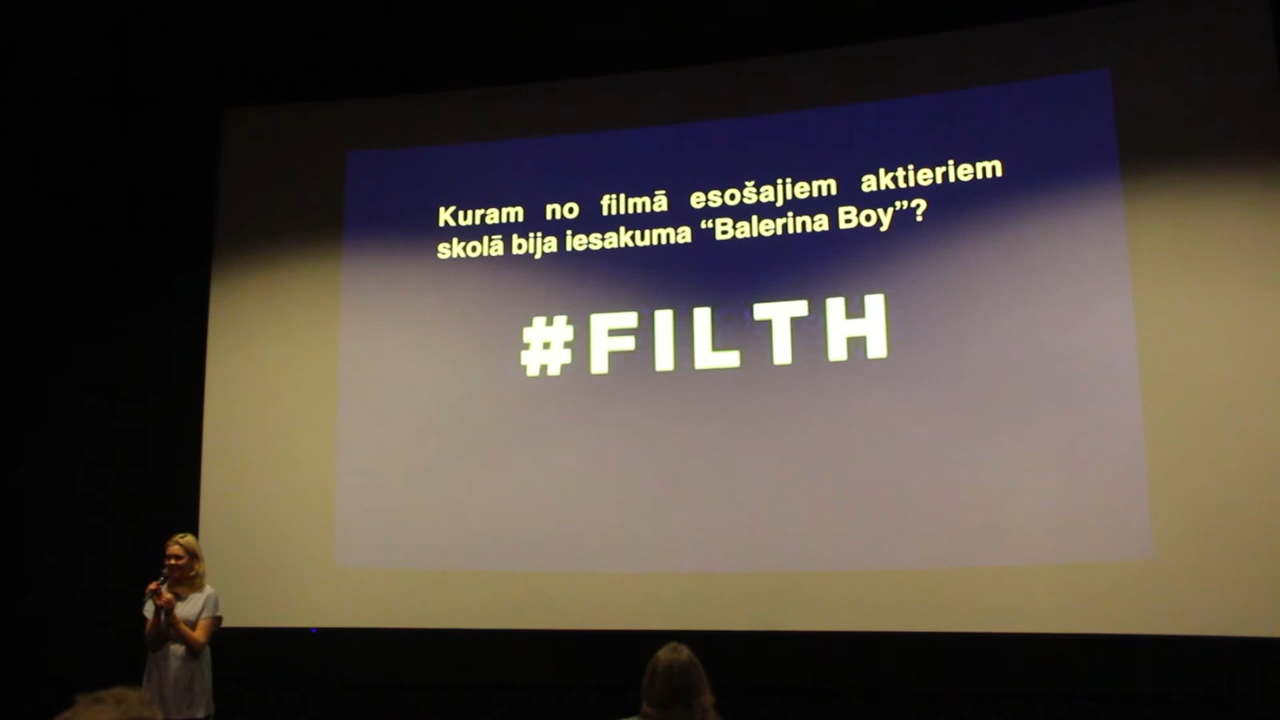 Kuram no filmā esošajiem aktieriem
skolā bija iesakuma “Balerina Boy”?
#FILTH